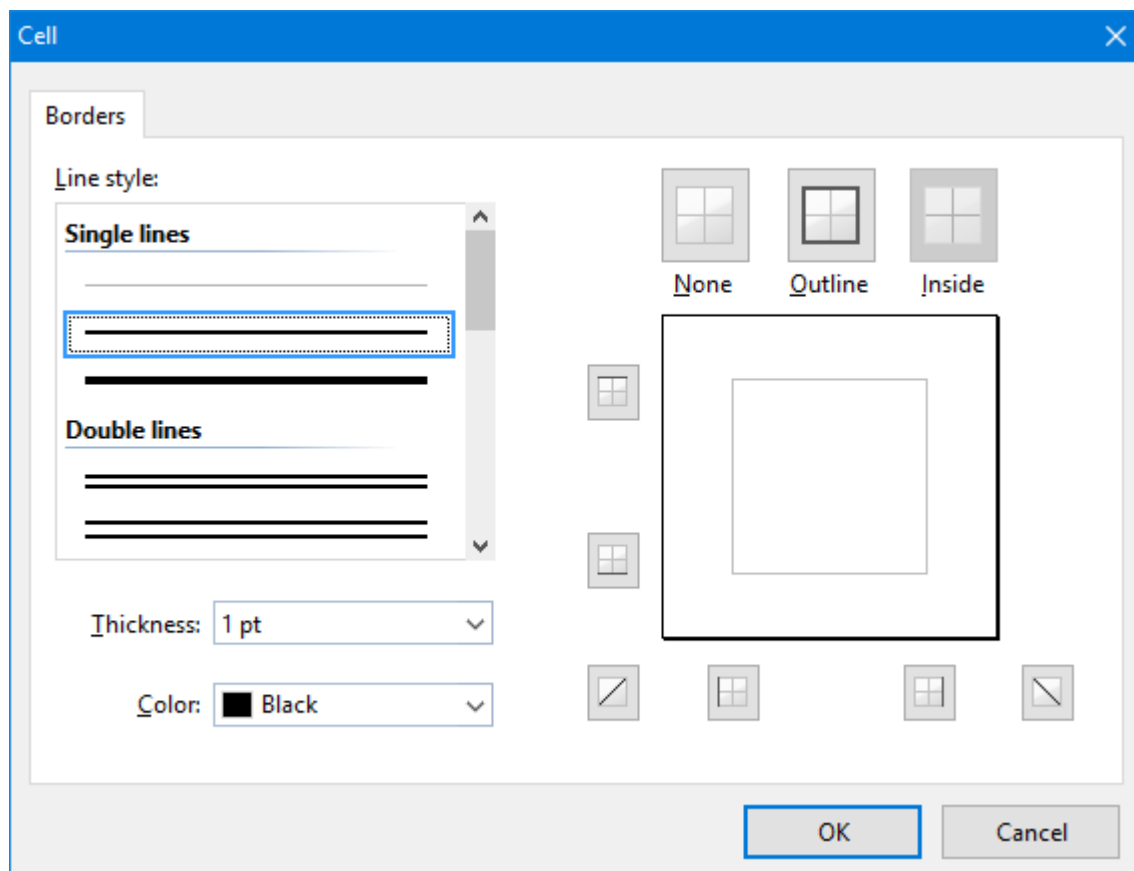 Cell
Borders
Line style:
Single lines
Double lines
Thickness: 1 pt
Color: Black
None Outline Inside
OK Cancel